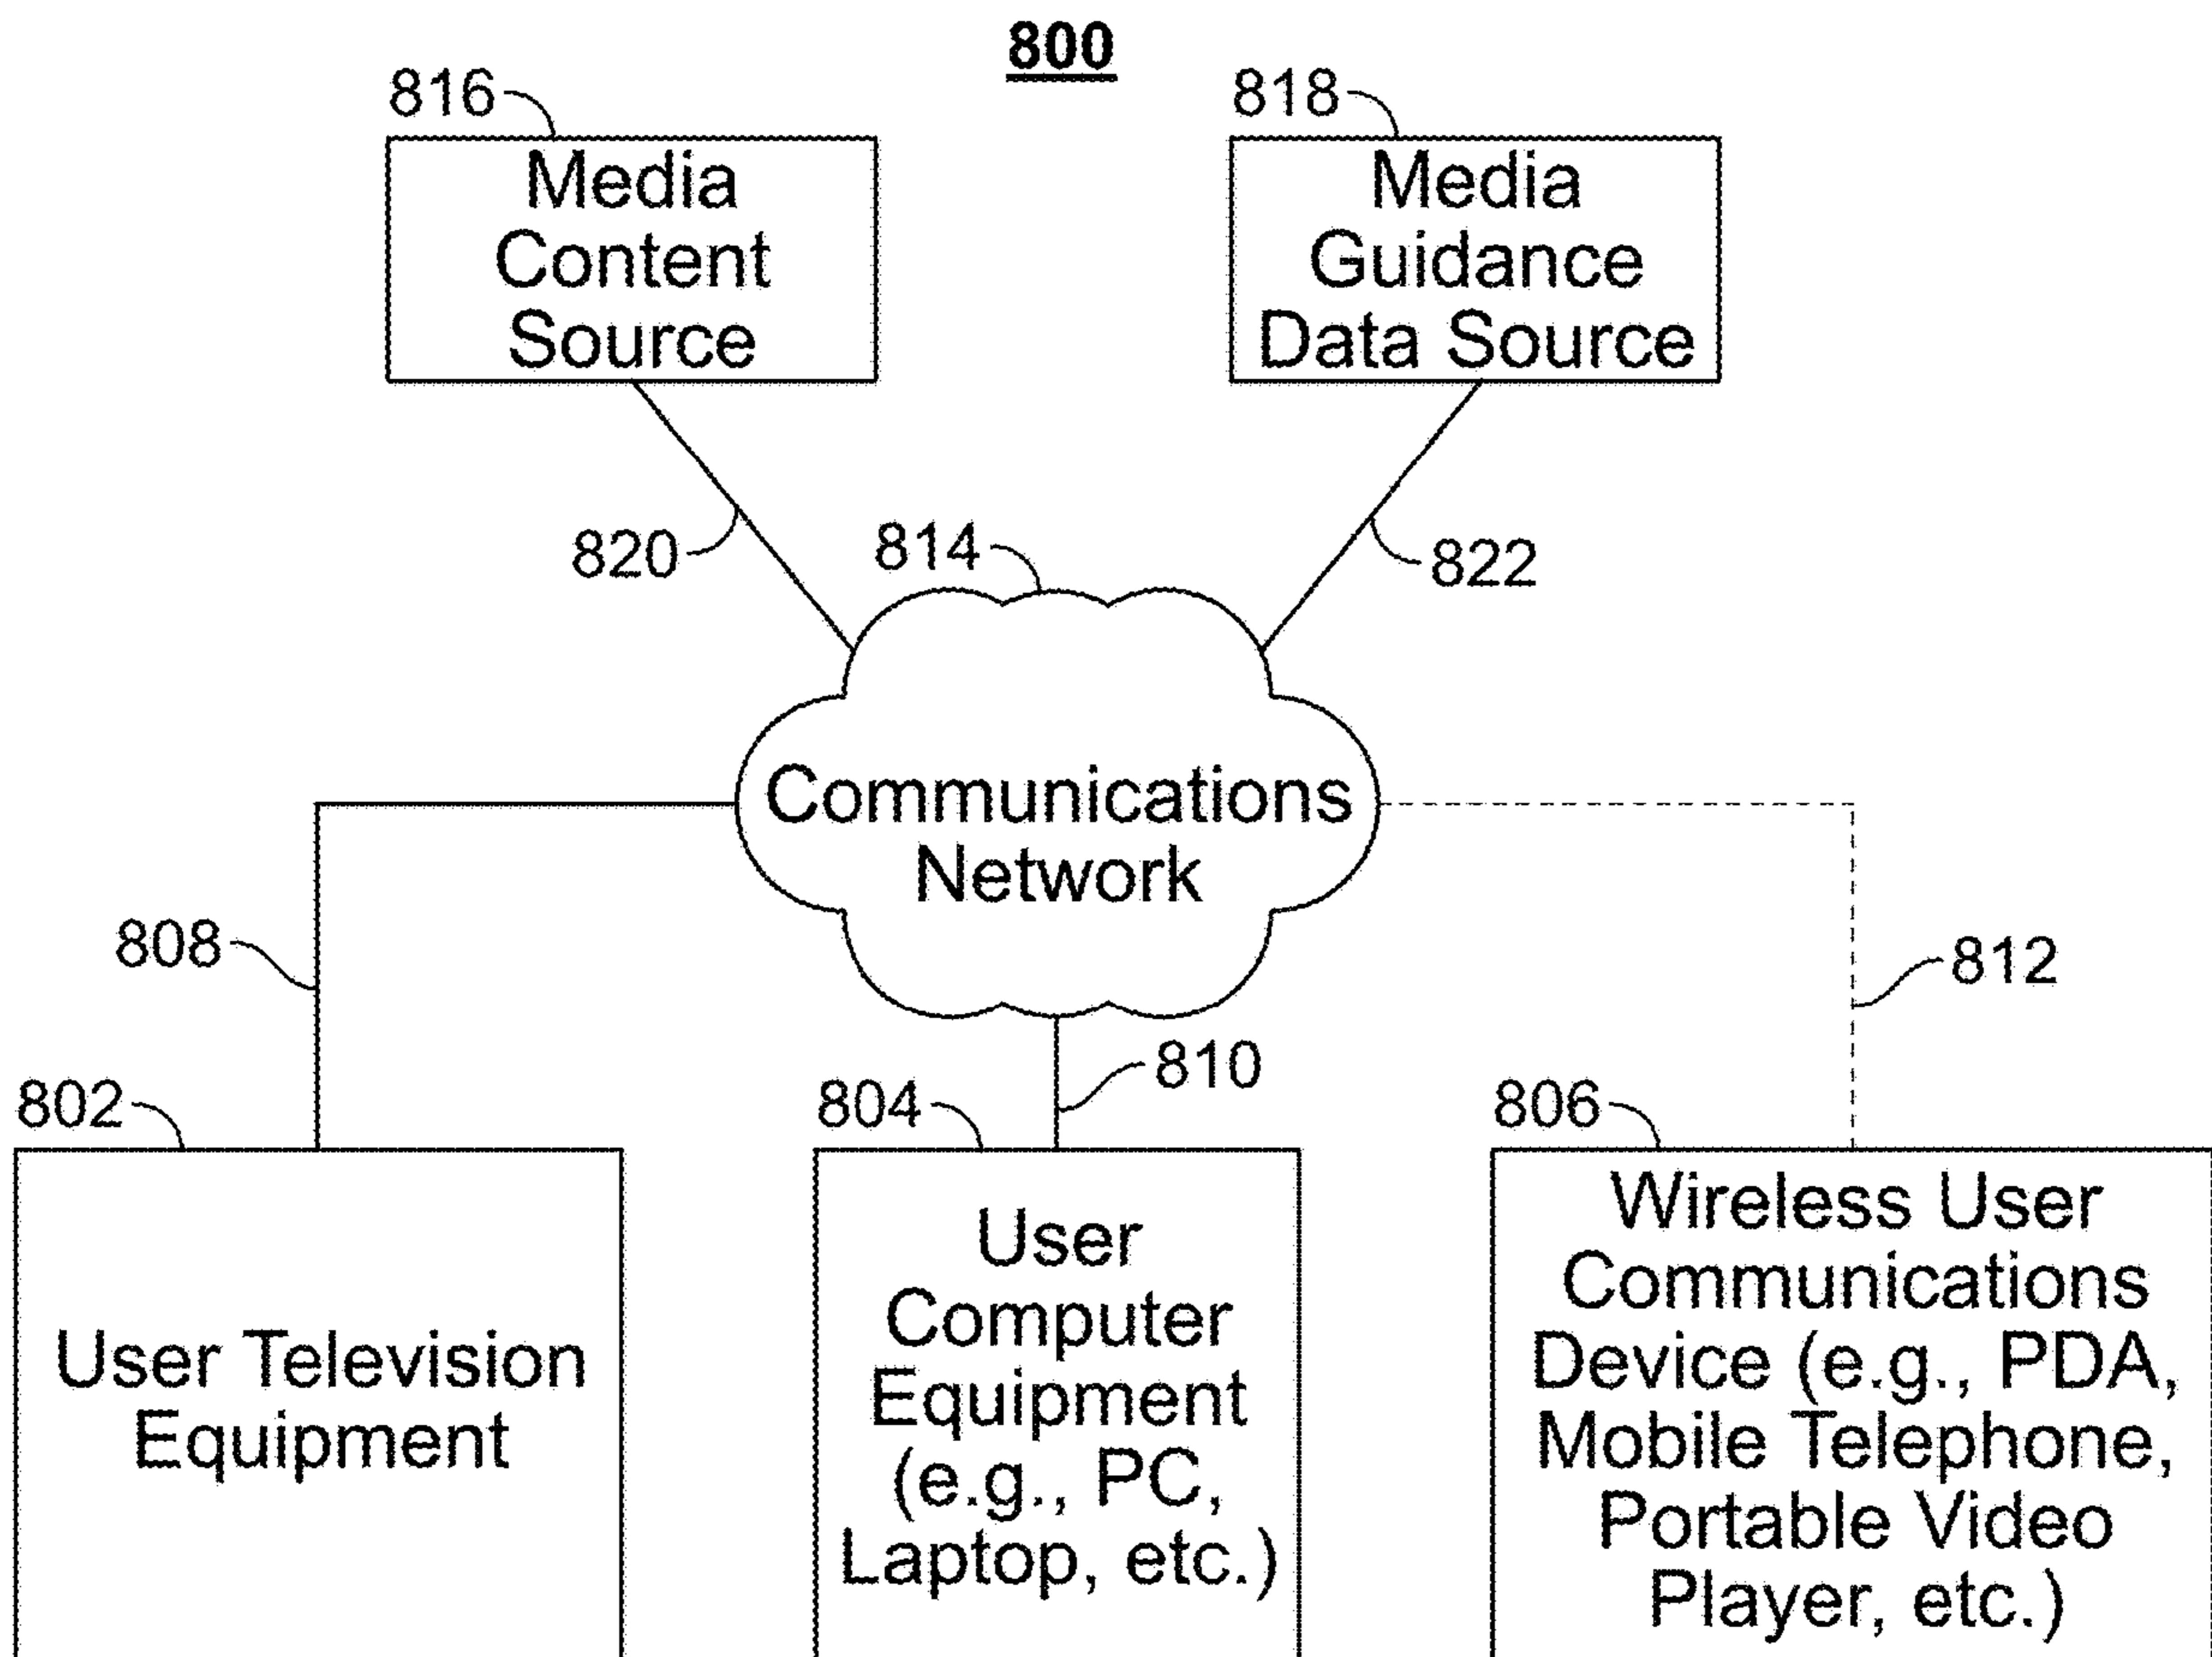 800
816
818
Media
Content
Source
Media
Guidance
Data Source
820
814
822
Communications
Network
808
812
810
802
804
806
User Television
Equipment
User
Computer
Equipment
(e.g., PC,
Laptop, etc.)
Wireless User
Communications
Device (e.g., PDA,
Mobile Telephone,
Portable Video
Player, etc.)